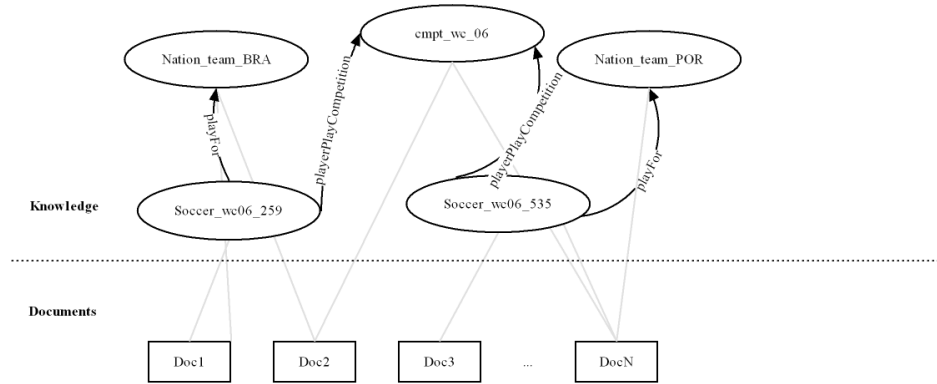 cmpt_wc_06
Nation_team_BRA
Nation_team_POR
playFor
playerPlayCompetition
playerPlayCompetition
playFor
Knowledge
Soccer_wc06_259
Soccer_wc06_535
Documents
Doc1
Doc2
Doc3
...
DocN